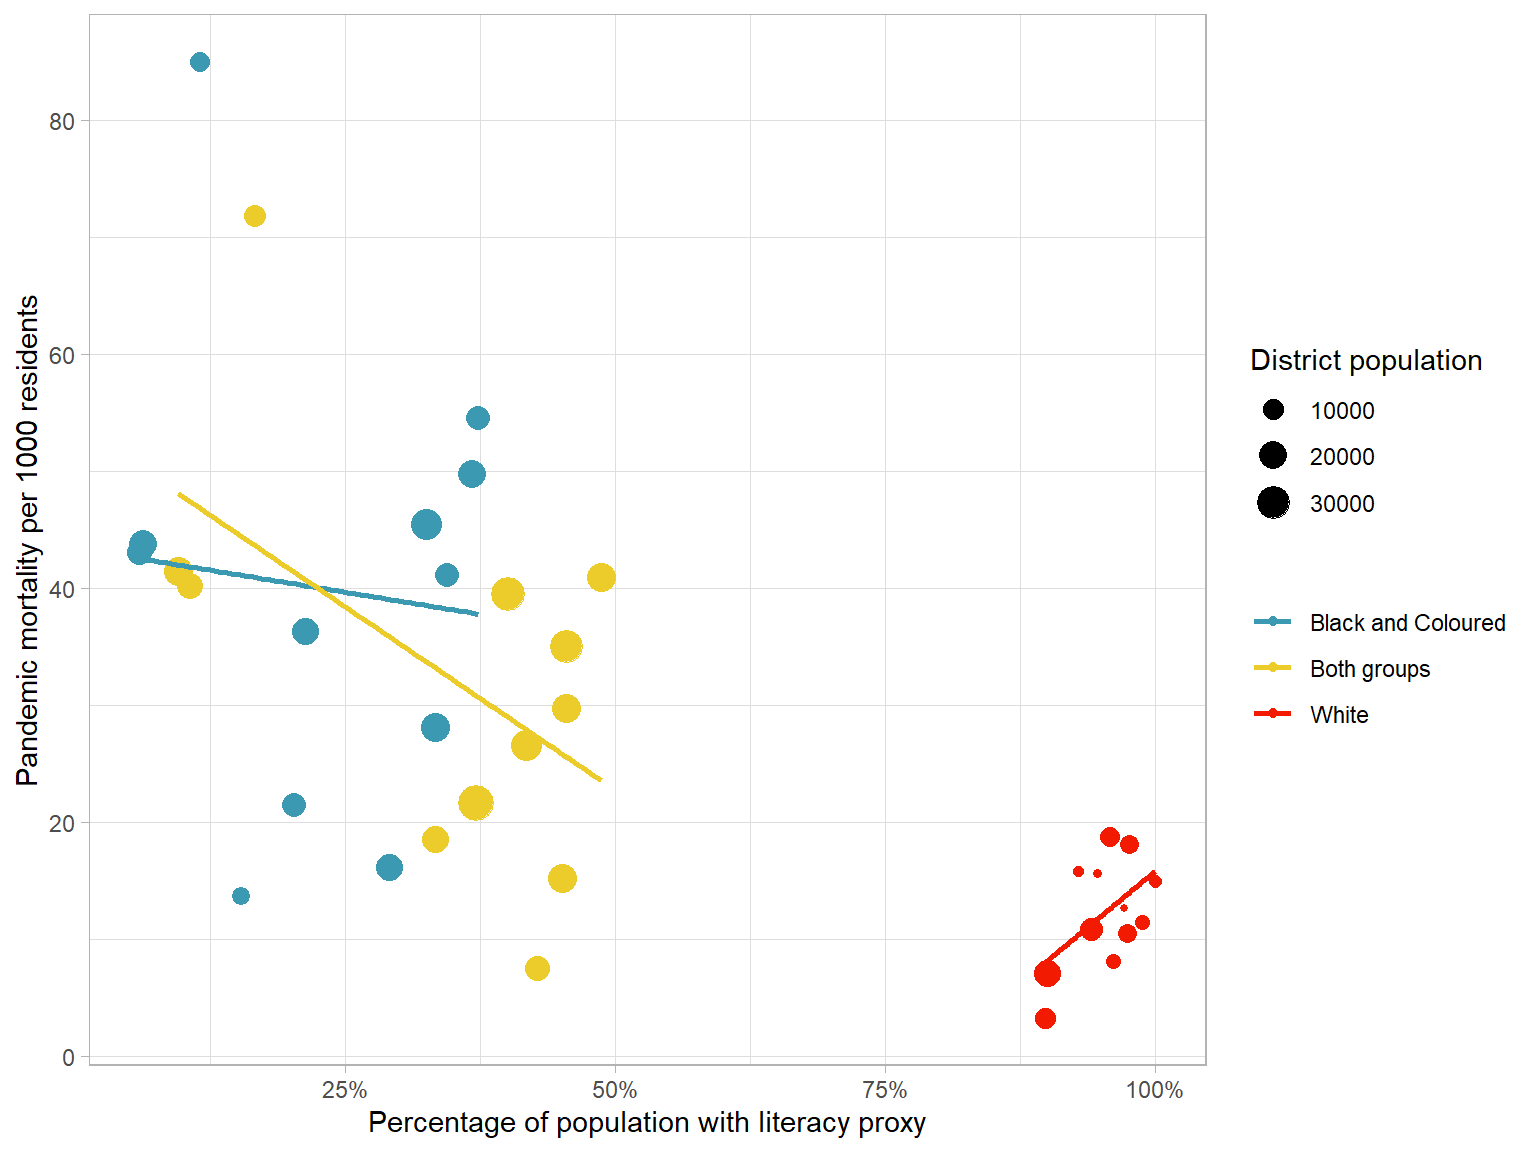 Pandemic mortality per 1000 residents
80
60
40
20
0
25%
50%
75%
100%
Percentage of population with literacy proxy
District population
10000
20000
30000
Black and Coloured
Both groups
White